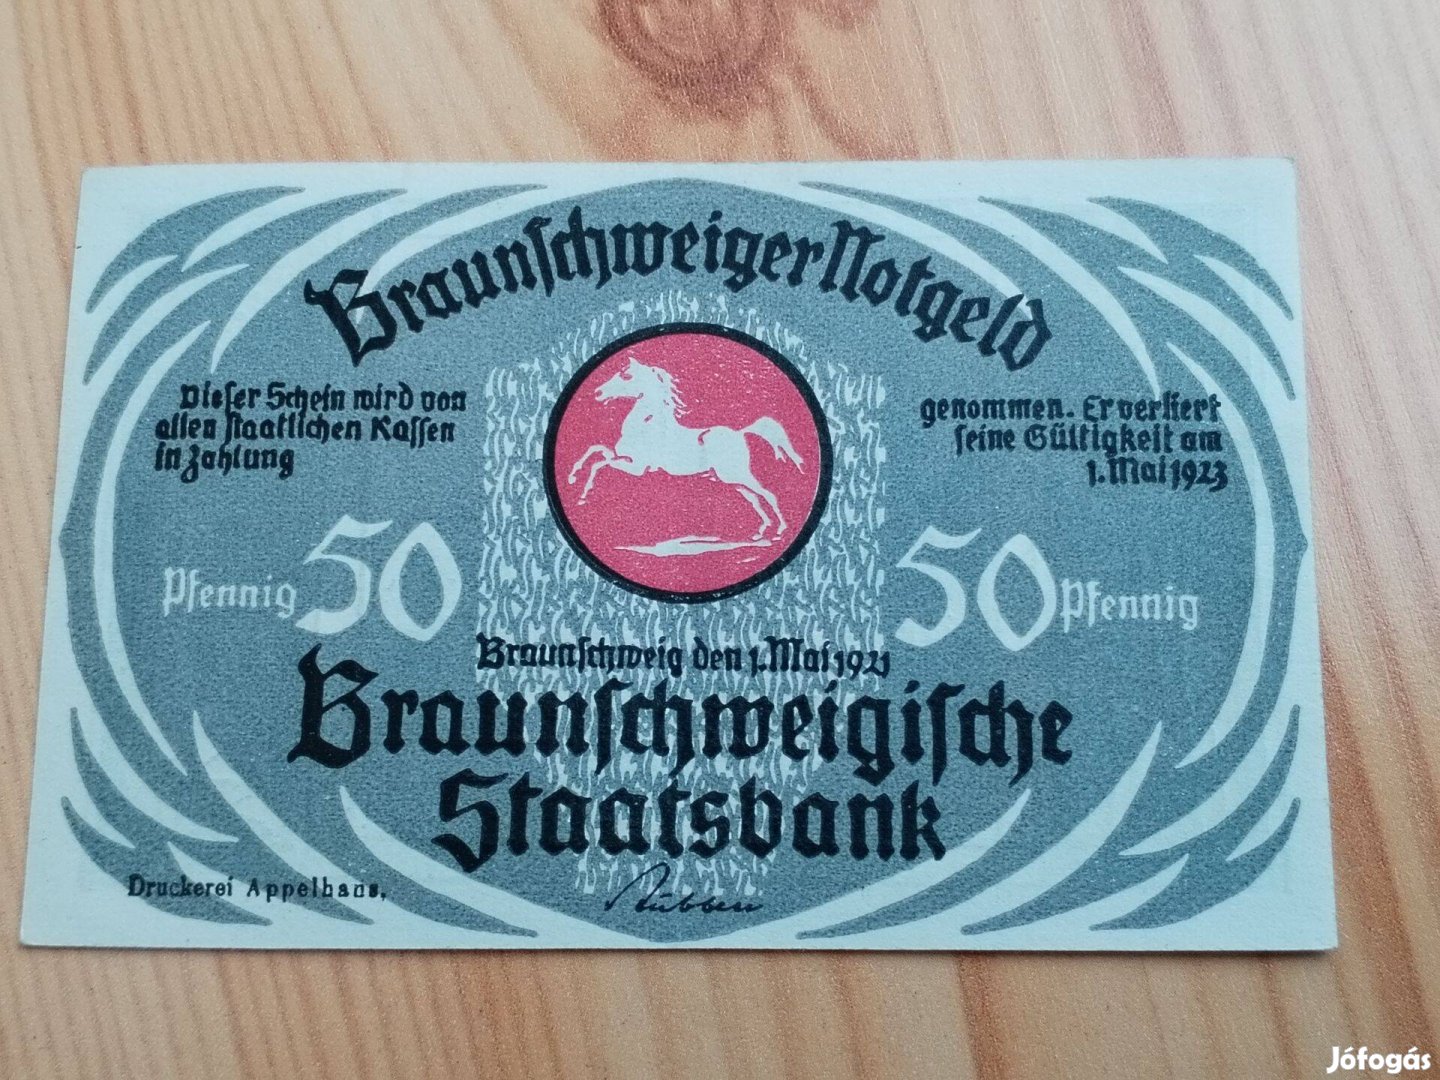 Braunschweiger Notgeld
Dieser Schein wird von
allen staatlichen Kassen
in Zahlung
genommen. Er verliert
seine Gültigkeit am
1. Mai 1923
Pfennig 50
50 Pfennig
Braunschweig den 1. Mai 1921
Braunschweigische
Staatsbank
Druckerei Appelhans,
Jófogás